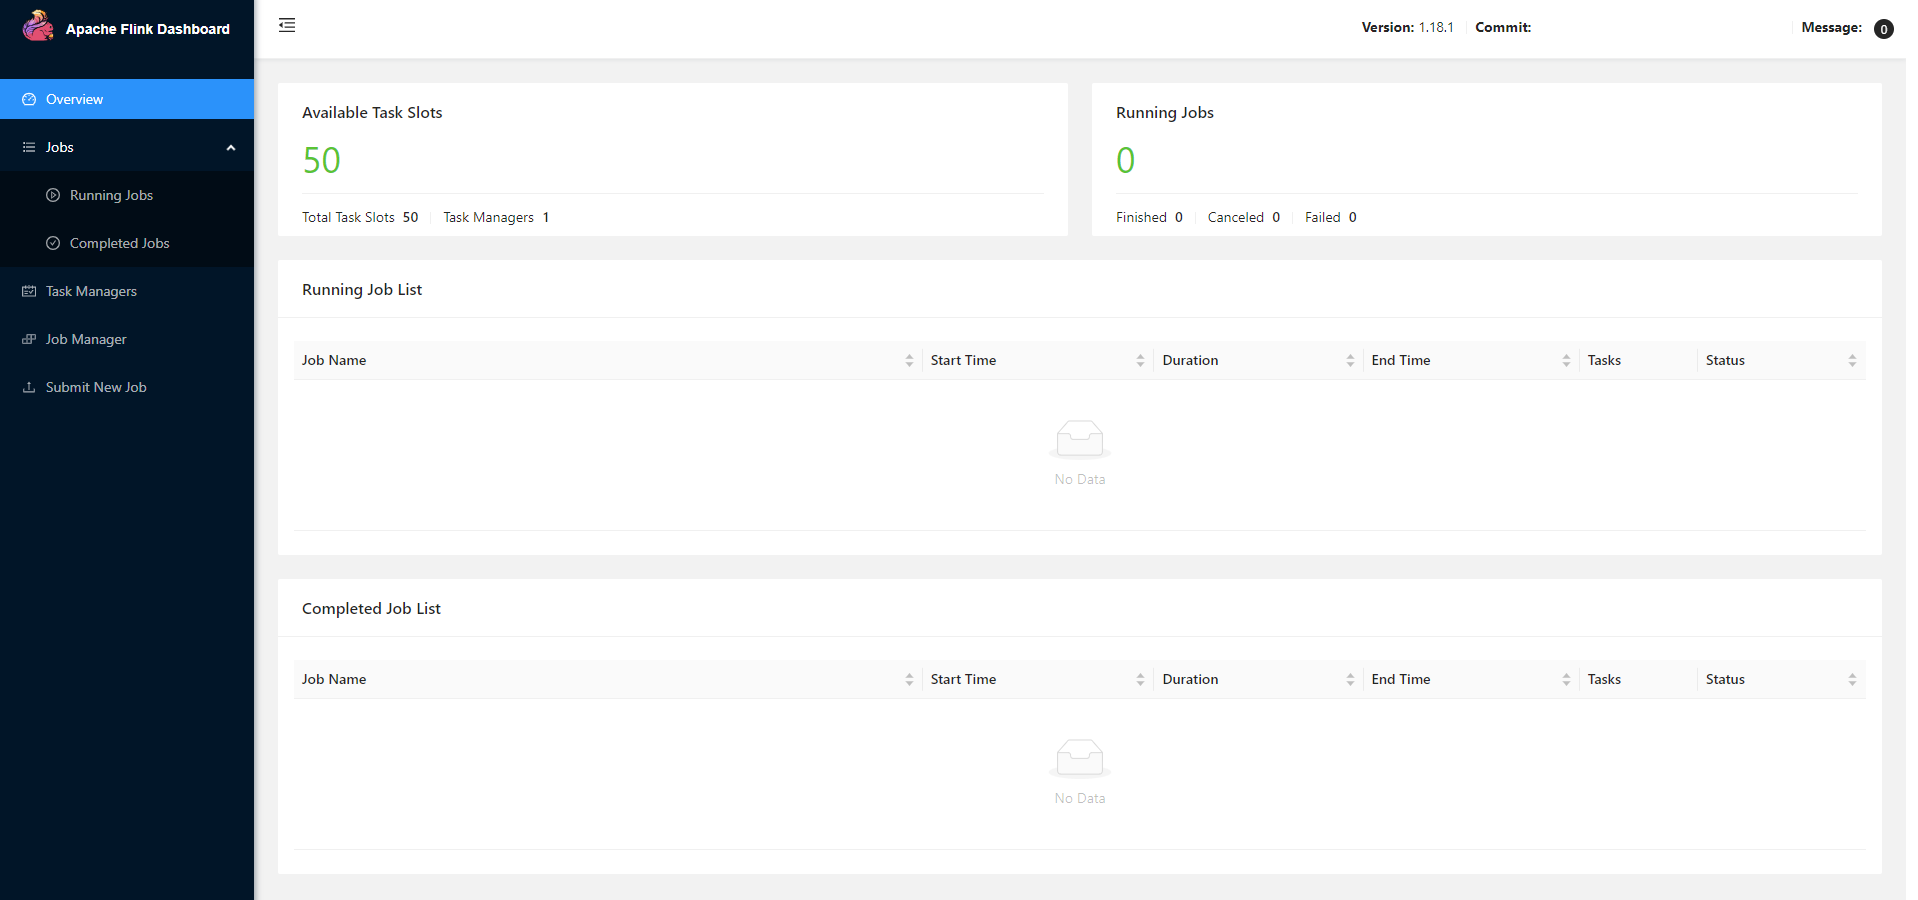 Apache Flink Dashboard
Version: 1.18.1 Commit: Message: 0
Overview
Jobs
Running Jobs
Completed Jobs
Task Managers
Job Manager
Submit New Job
Available Task Slots
50
Total Task Slots 50 Task Managers 1
Running Jobs
0
Finished 0 Canceled 0 Failed 0
Running Job List
Job Name Start Time Duration End Time Tasks Status
No Data
Completed Job List
Job Name Start Time Duration End Time Tasks Status
No Data